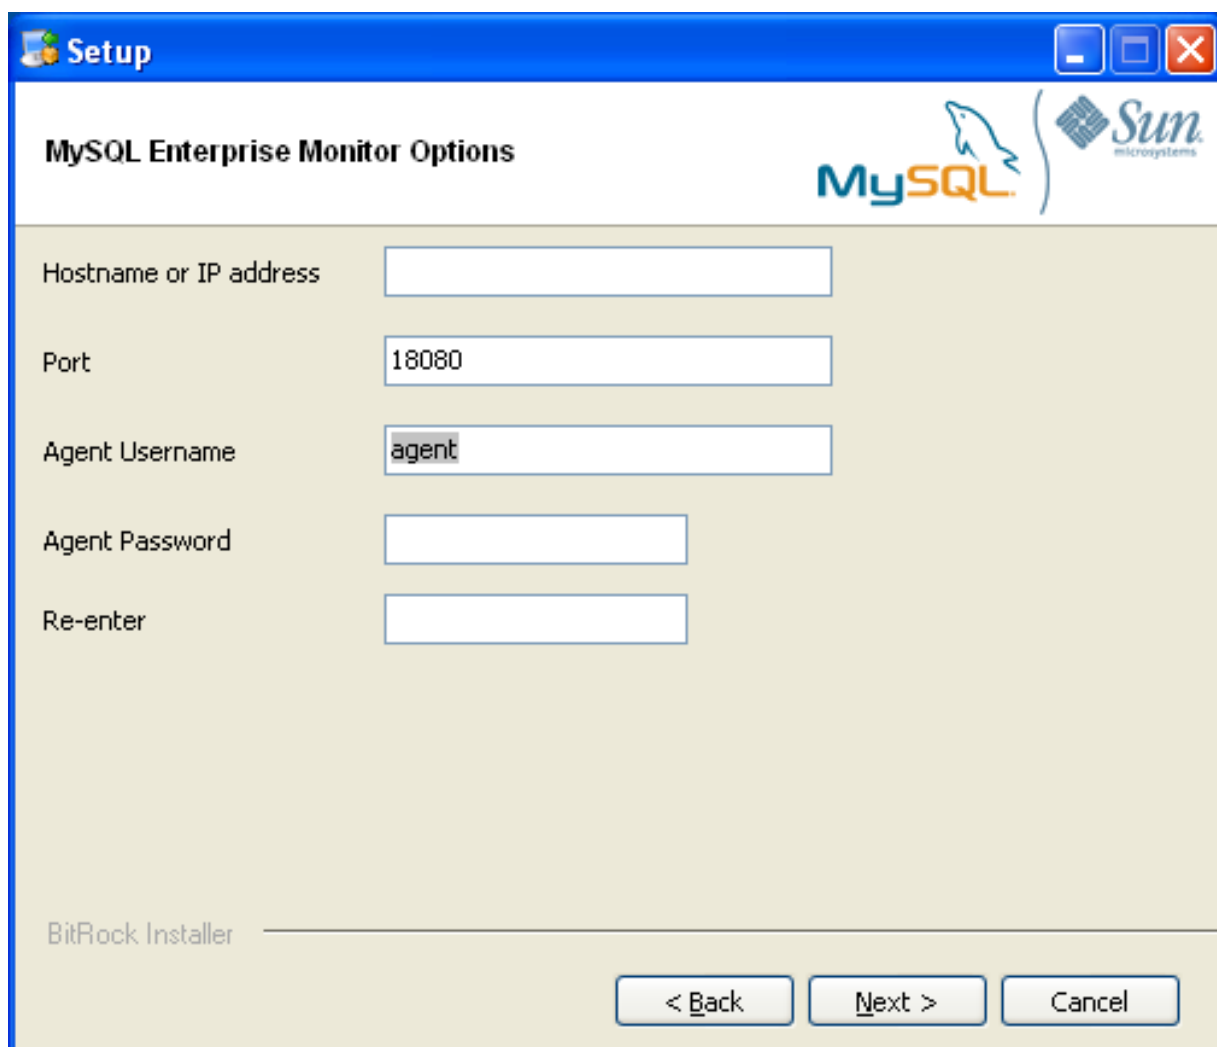 Setup
MySQL Enterprise Monitor Options
MySQL
Sun
microsystems
Hostname or IP address
Port
18080
Agent Username
agent
Agent Password
Re-enter
BitRock Installer
< Back
Next >
Cancel